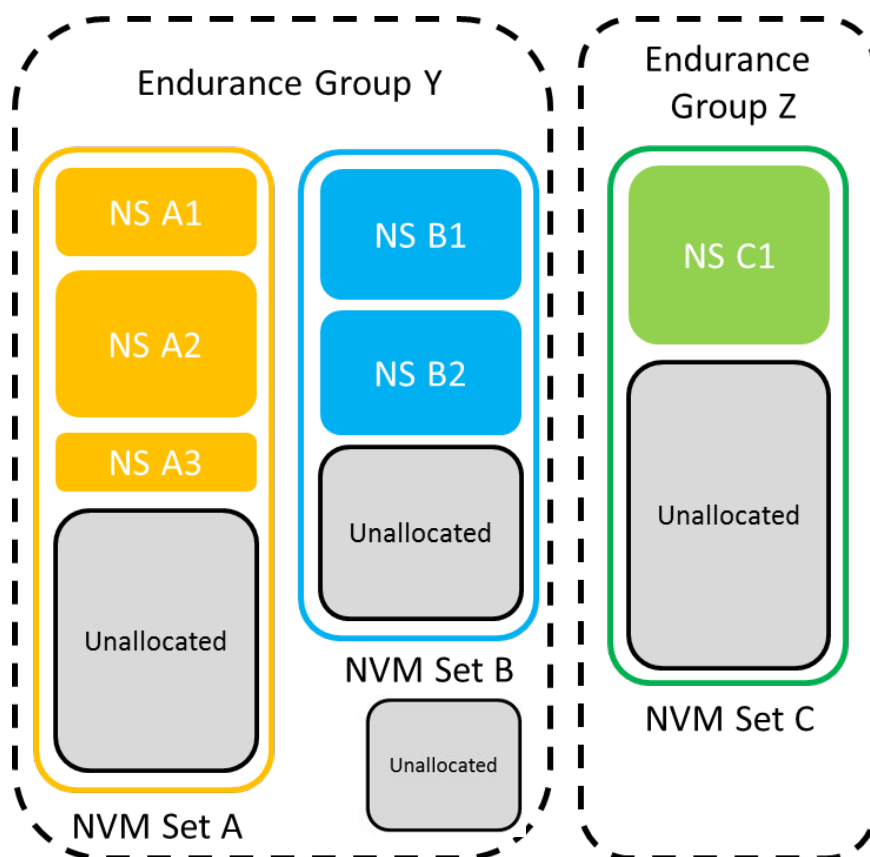 Endurance Group Y
NS A1
NS A2
NS A3
Unallocated
NVM Set A
NS B1
NS B2
Unallocated
NVM Set B
Unallocated
Endurance
Group Z
NS C1
Unallocated
NVM Set C